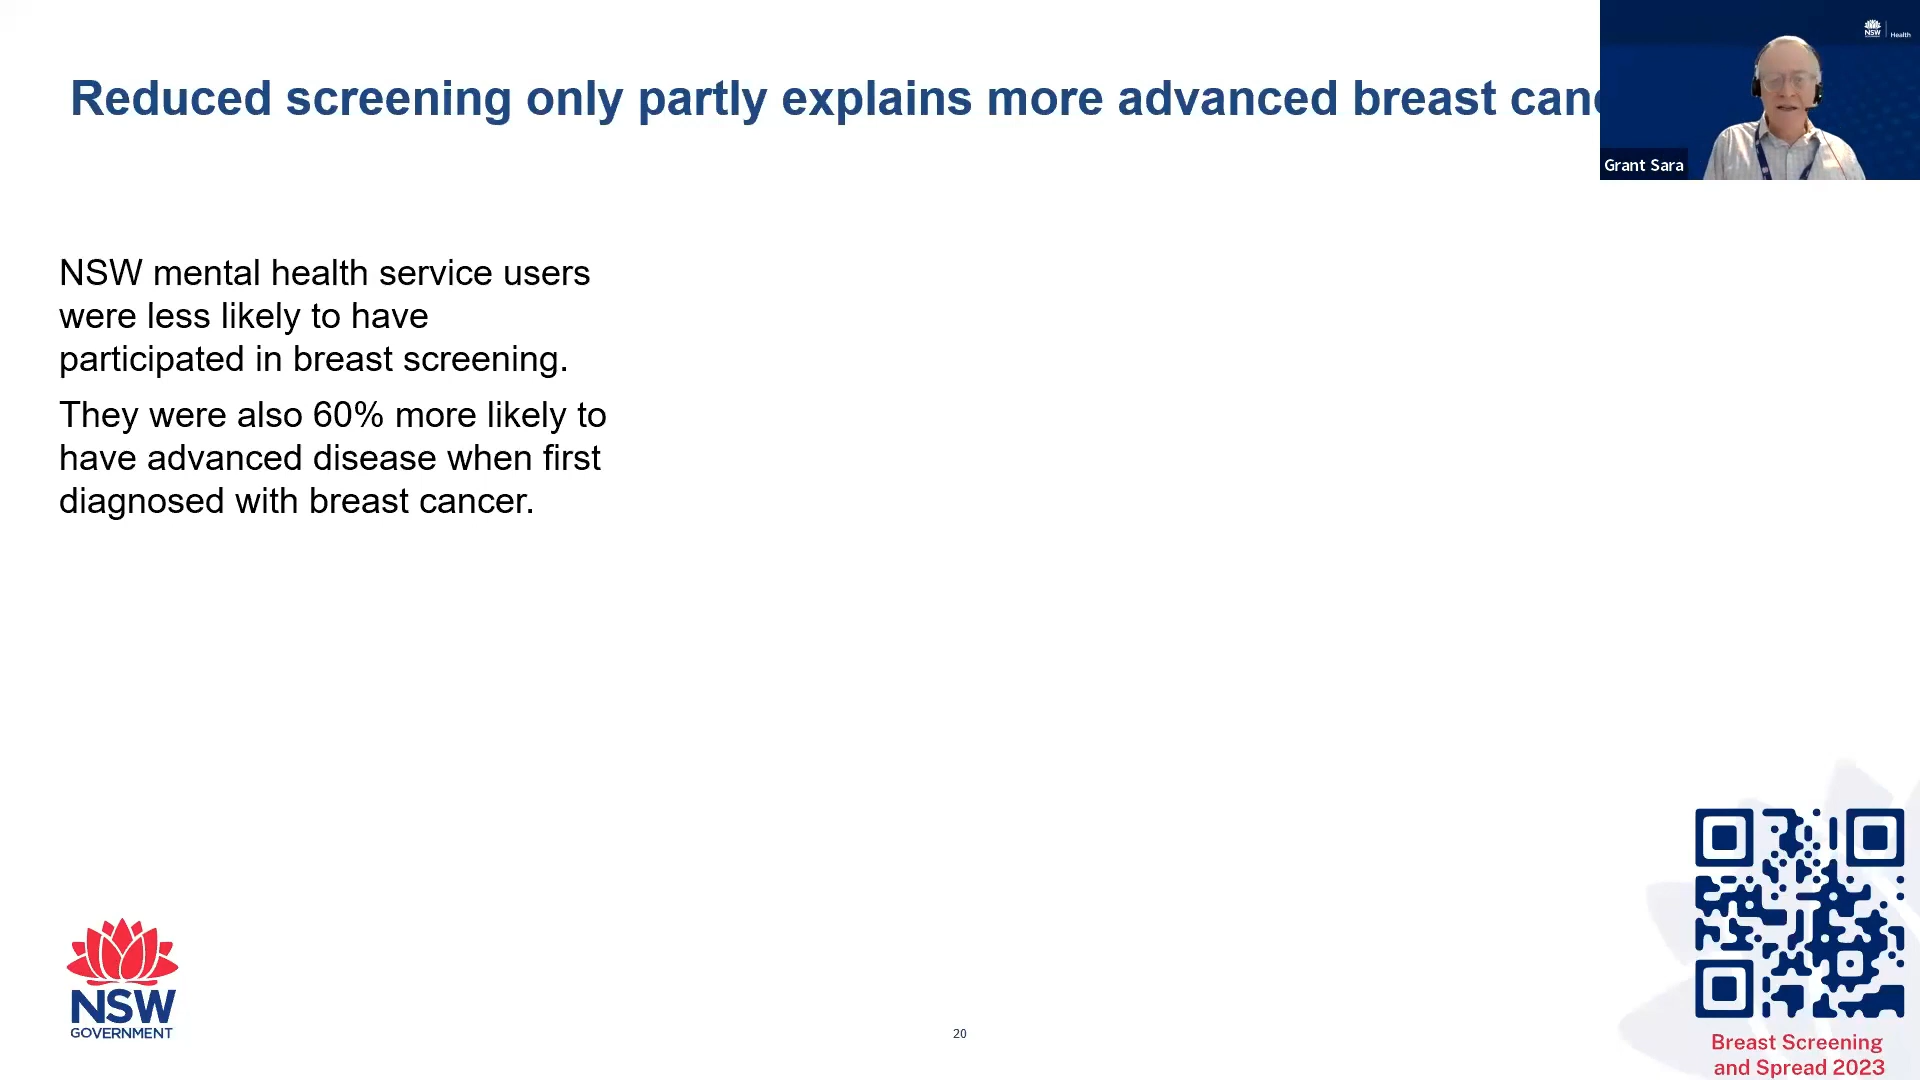 Reduced screening only partly explains more advanced breast
NSW
Health
Grant Sara
NSW mental health service users
were less likely to have
participated in breast screening.
They were also 60% more likely to
have advanced disease when first
diagnosed with breast cancer.
NSW
GOVERNMENT
20
Breast Screening
and Spread 2023